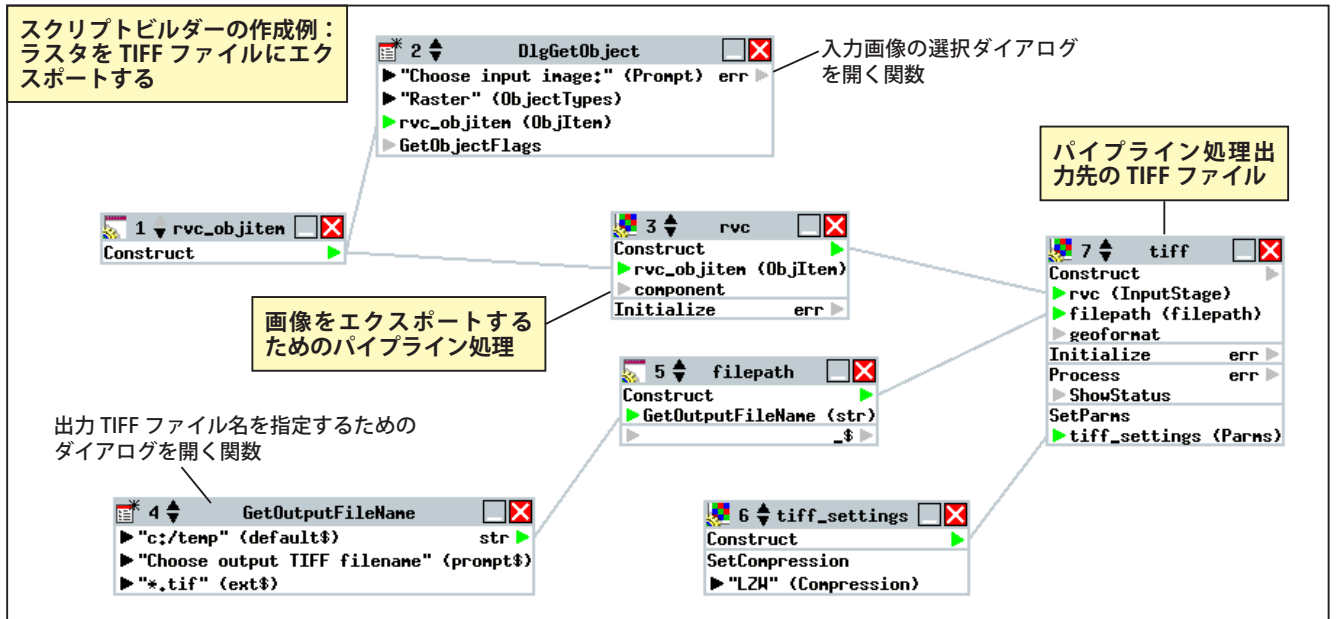 スクリプトビルダーの作成例：
ラスタを TIFF ファイルにエク
スポートする
2 DlgGetObject
"Choose input image:" (Prompt) err
"Raster" (ObjectTypes)
rvc_objitem (ObjItem)
GetObjectFlags
入力画像の選択ダイアログ
を開く関数
パイプライン処理出
力先の TIFF ファイル
1 rvc_objitem
Construct
3 rvc
Construct
rvc_objitem (ObjItem)
component
Initialize err
画像をエクスポートする
ためのパイプライン処理
7 tiff
Construct
rvc (InputStage)
filepath (filepath)
geoformat
Initialize err
Process err
ShowStatus
SetParms
tiff_settings (Parms)
5 filepath
Construct
GetOutputFileName (str)
_$
出力 TIFF ファイル名を指定するための
ダイアログを開く関数
4 GetOutputFileName
"c:/temp" (default$) str
"Choose output TIFF filename" (prompt$)
"*.tif" (ext$)
6 tiff_settings
Construct
SetCompression
"LZW" (Compression)